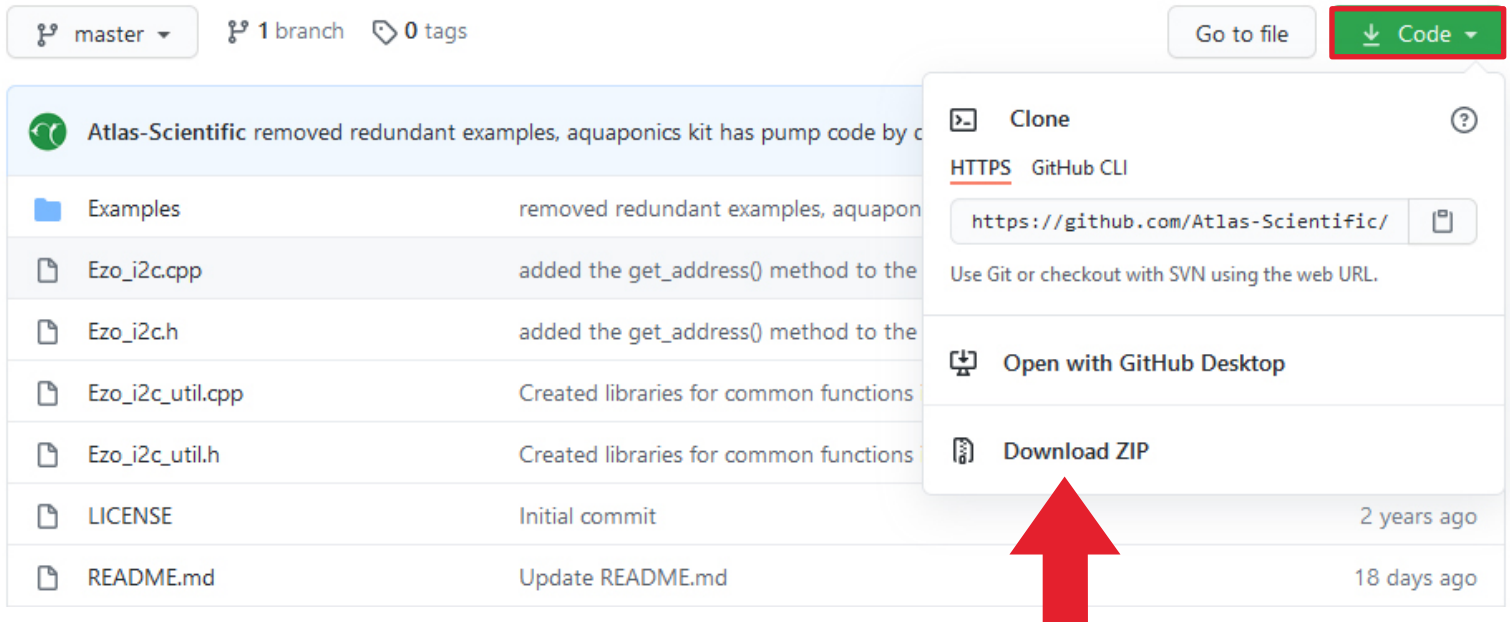 master 1 branch 0 tags Go to file Code
Atlas-Scientific removed redundant examples, aquaponics kit has pump code by
Clone
HTTPS GitHub CLI
https://github.com/Atlas-Scientific/
Use Git or checkout with SVN using the web URL.
Open with GitHub Desktop
Download ZIP
Examples removed redundant examples,
Ezo_i2c.cpp added the get_address() method to the
Ezo_i2c.h added the get_address() method to the
Ezo_i2c_util.cpp Created libraries for common functions
Ezo_i2c_util.h Created libraries for common functions
LICENSE Initial commit 2 years ago
README.md Update README.md 18 days ago